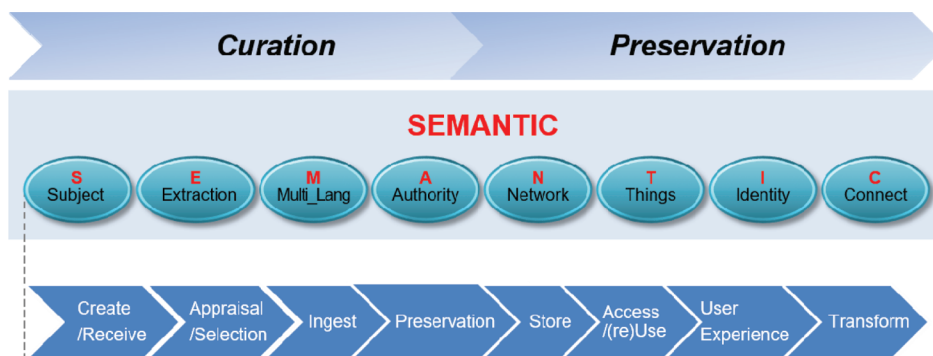 Curation
Preservation
SEMANTIC
S
Subject
E
Extraction
M
Multi_Lang
A
Authority
N
Network
T
Things
I
Identity
C
Connect
Create
/Receive
Appraisal
/Selection
Ingest
Preservation
Store
Access
/(re)Use
User
Experience
Transform